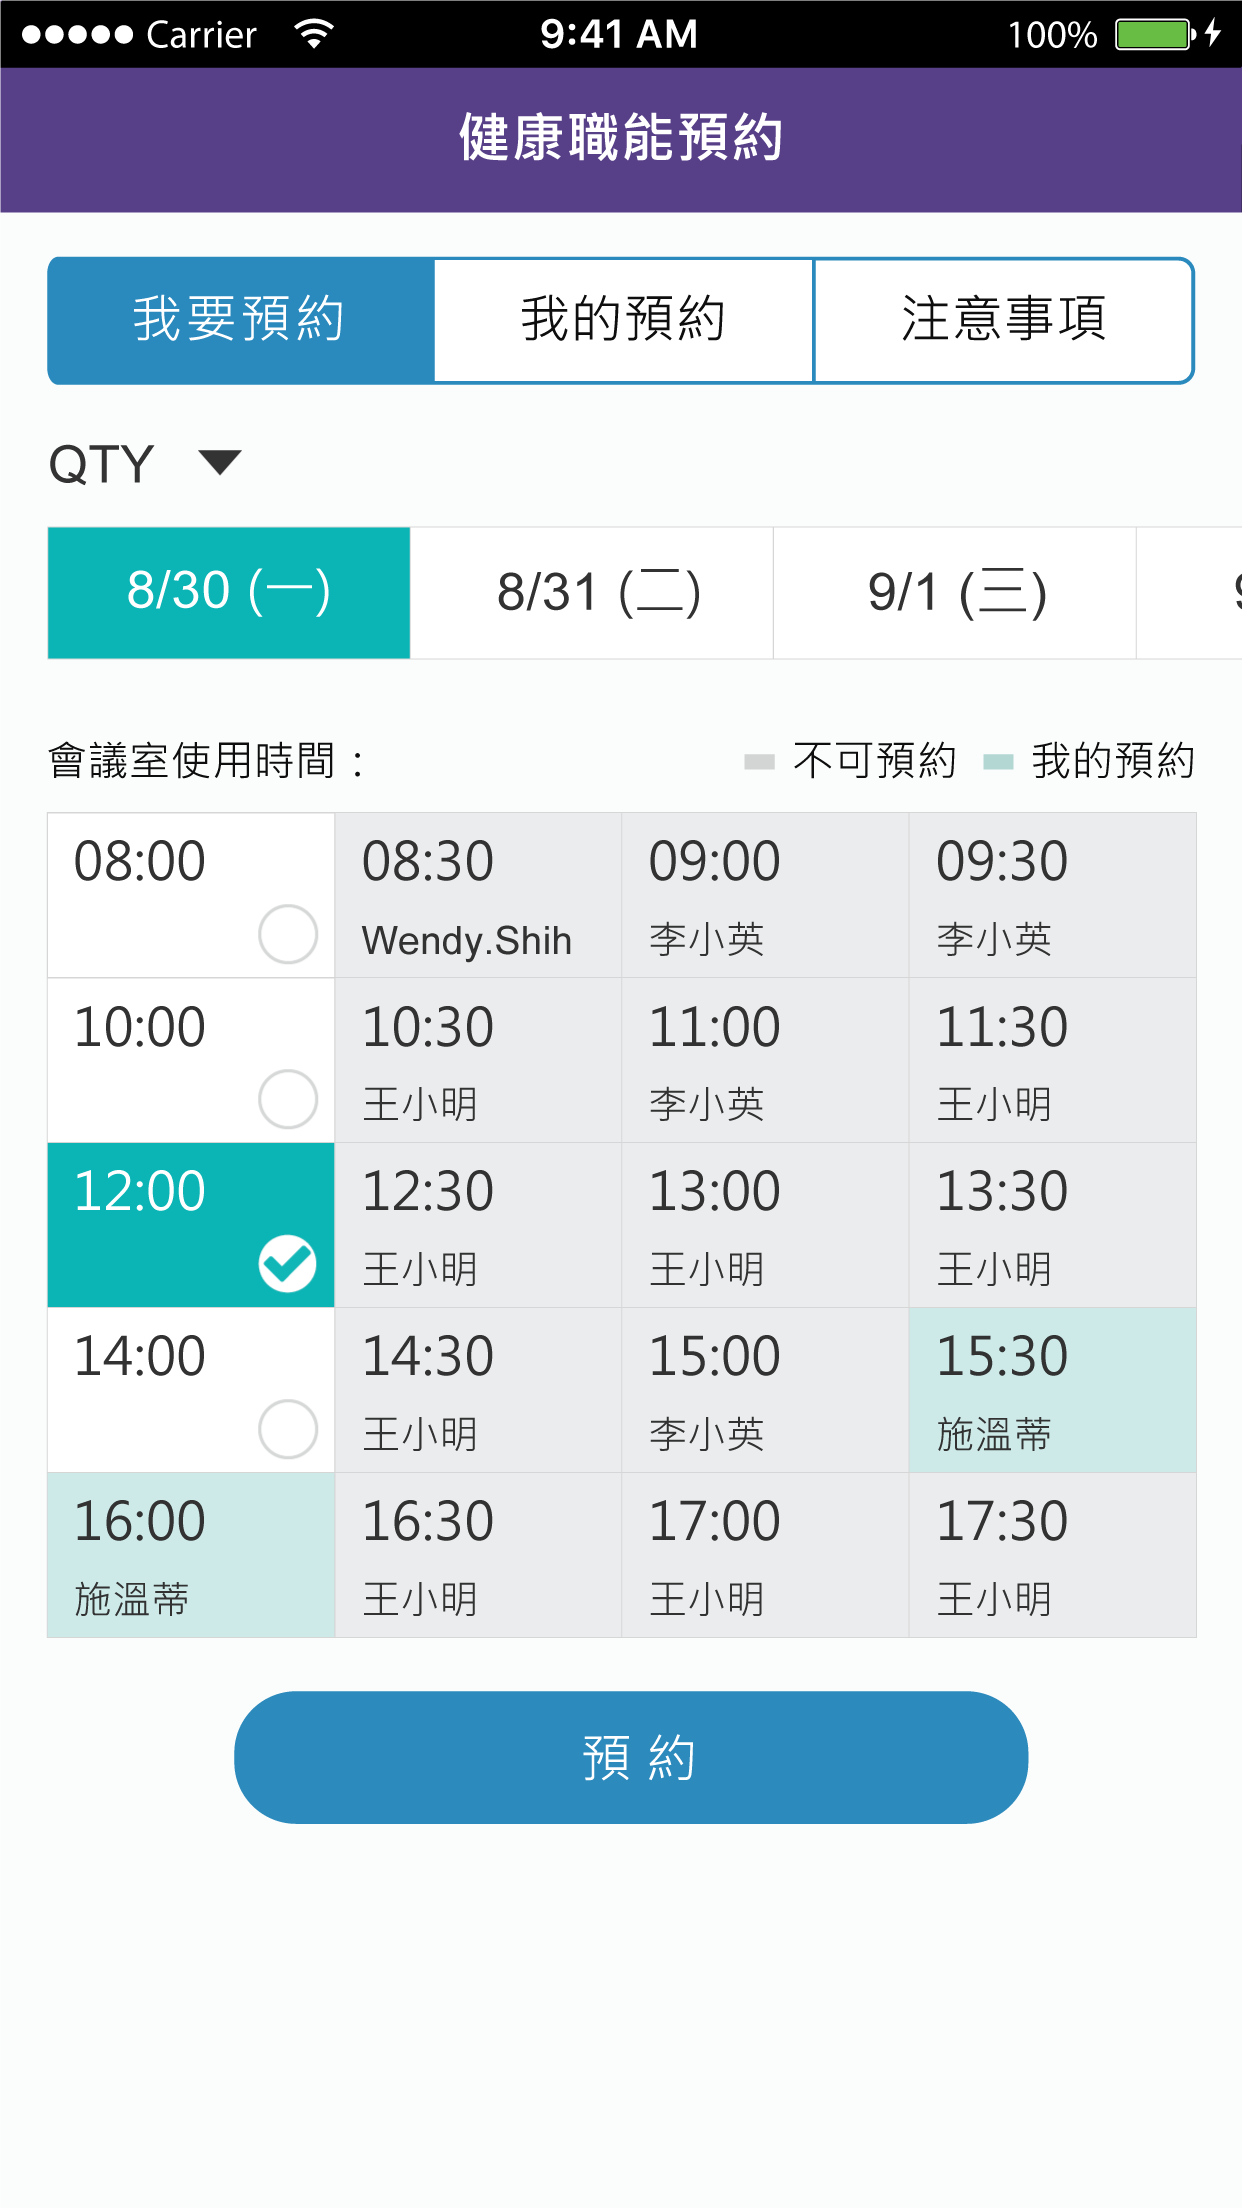 Carrier 9:41 AM 100%
健康職能預約
我要預約 我的預約 注意事項
QTY
8/30 (一) 8/31 (二) 9/1 (三)
會議室使用時間： 不可預約 我的預約
08:00 08:30 09:00 09:30
Wendy.Shih 李小英 李小英
10:00 10:30 11:00 11:30
王小明 李小英 王小明
12:00 12:30 13:00 13:30
王小明 王小明 王小明
14:00 14:30 15:00 15:30
王小明 李小英 施溫蒂
16:00 16:30 17:00 17:30
施溫蒂 王小明 王小明 王小明
預 約